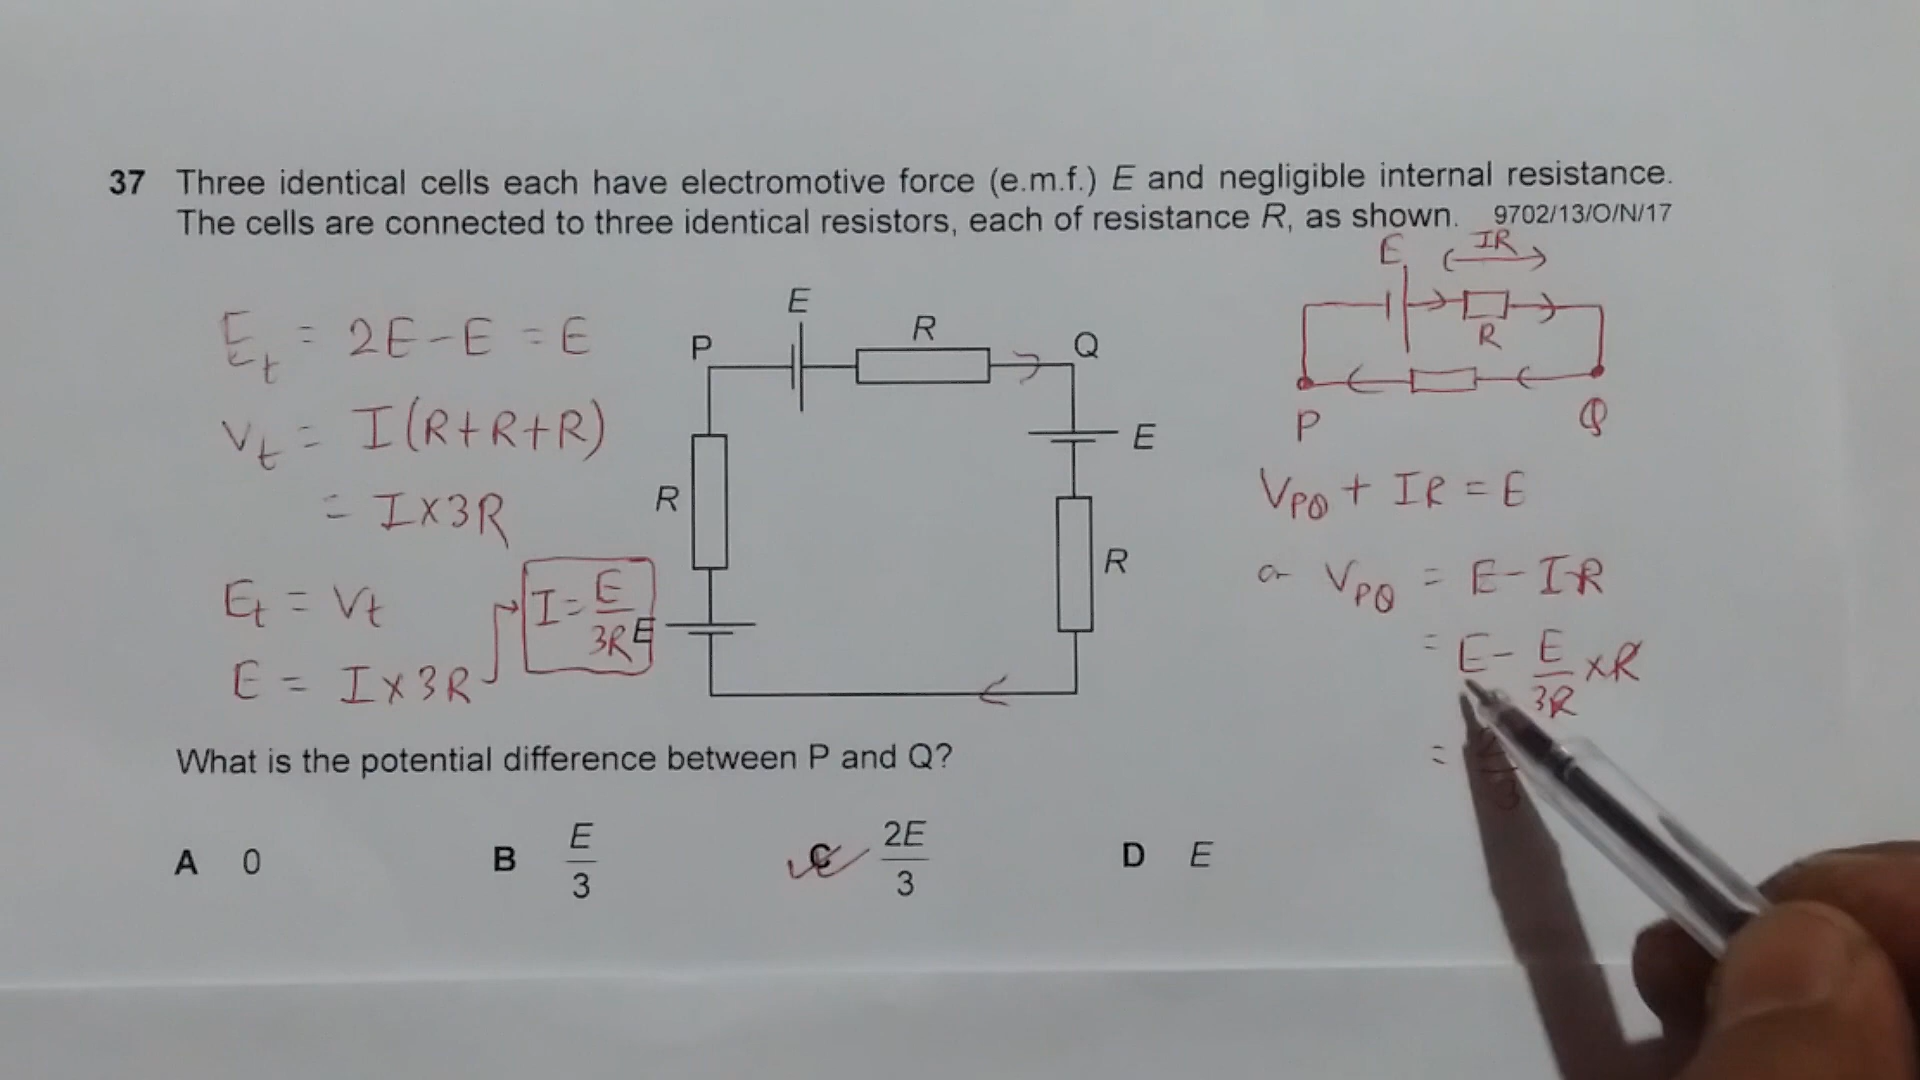 37 Three identical cells each have electromotive force (e.m.f.) E and negligible internal resistance.
The cells are connected to three identical resistors, each of resistance R, as shown. 9702/13/O/N/17
Et = 2E-E = E
Vt = I(R+R+R)
= I×3R
Et = Vt
E = I×3R
I = E/3R
P
E
R
Q
E
R
R
E
E
IR
R
P
Q
VPQ + IR = E
or VPQ = E-IR
= E - E/3R ×R
=
3
What is the potential difference between P and Q?
A 0 B E/3 C 2E/3 D E